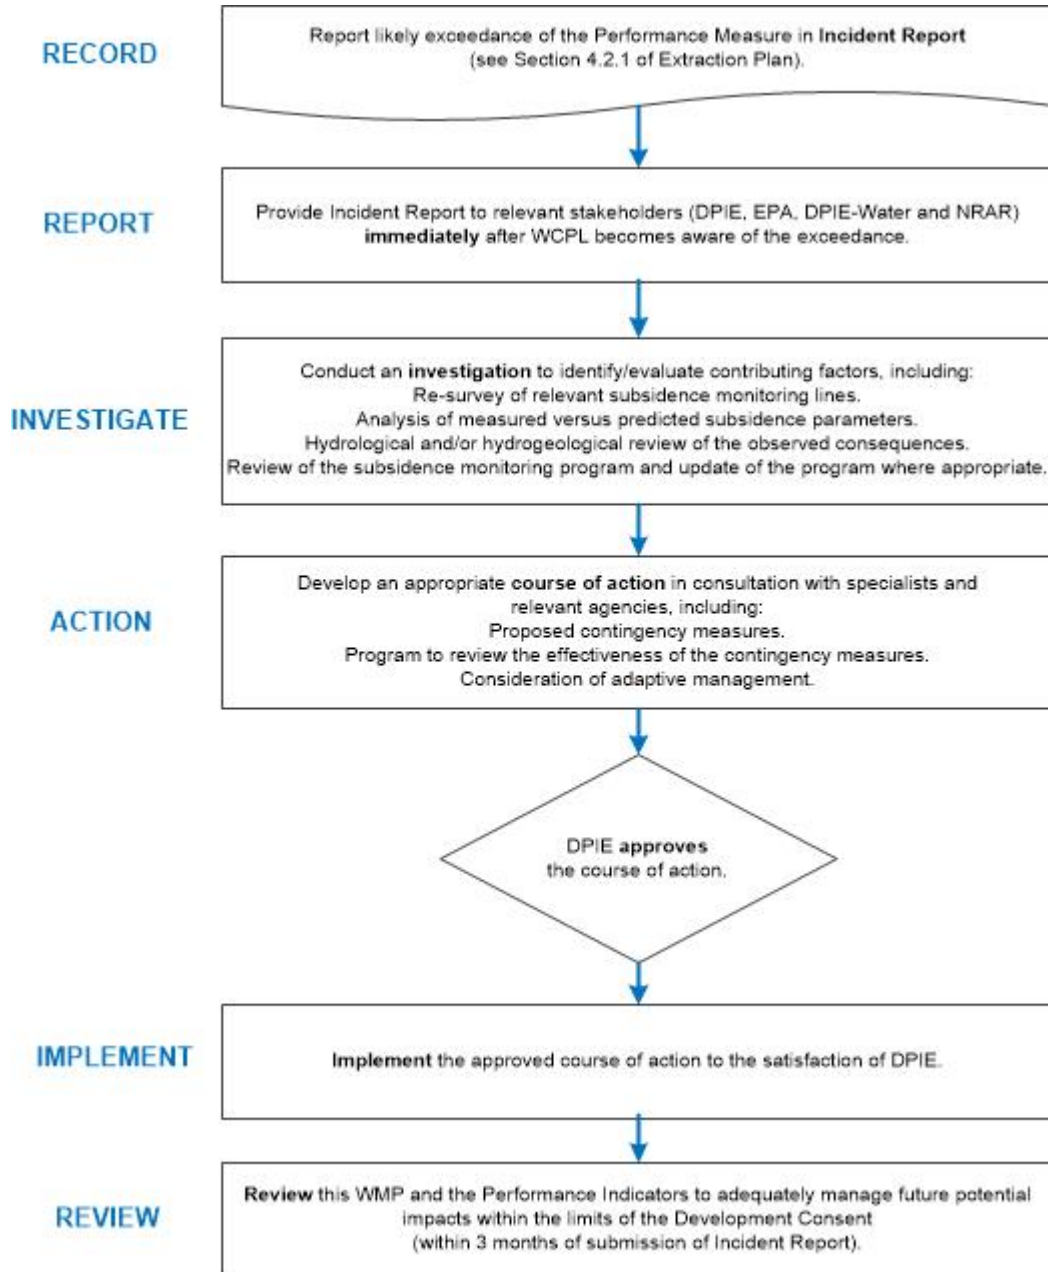 RECORD
Report likely exceedance of the Performance Measure in Incident Report
(see Section 4.2.1 of Extraction Plan).
REPORT
Provide Incident Report to relevant stakeholders (DPIE, EPA, DPIE-Water and NRAR)
immediately after WCPL becomes aware of the exceedance.
INVESTIGATE
Conduct an investigation to identify/evaluate contributing factors, including:
Re-survey of relevant subsidence monitoring lines.
Analysis of measured versus predicted subsidence parameters.
Hydrological and/or hydrogeological review of the observed consequences.
Review of the subsidence monitoring program and update of the program where appropriate.
ACTION
Develop an appropriate course of action in consultation with specialists and
relevant agencies, including:
Proposed contingency measures.
Program to review the effectiveness of the contingency measures.
Consideration of adaptive management.
DPIE approves
the course of action.
IMPLEMENT
Implement the approved course of action to the satisfaction of DPIE.
REVIEW
Review this WMP and the Performance Indicators to adequately manage future potential
impacts within the limits of the Development Consent
(within 3 months of submission of Incident Report).